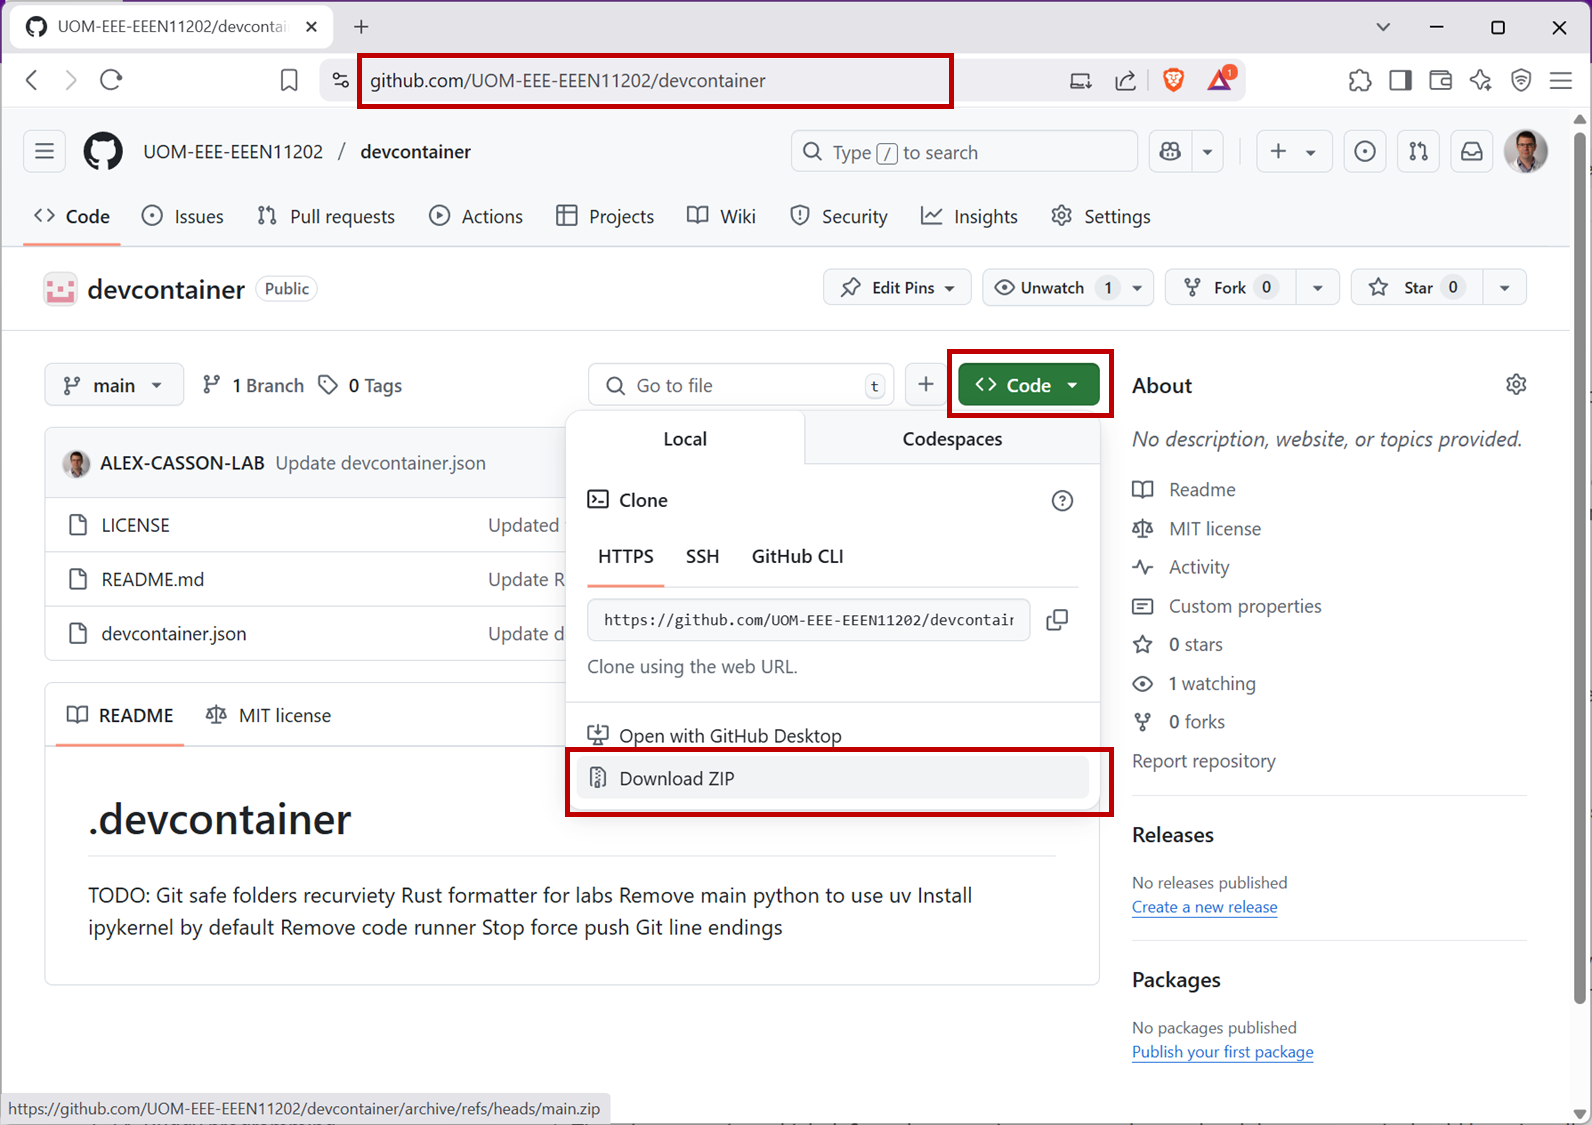 UOM-EEE-EEEN11202/devcontai
github.com/UOM-EEE-EEEN11202/devcontainer
1
UOM-EEE-EEEN11202 / devcontainer
Type / to search
Code
Issues
Pull requests
Actions
Projects
Wiki
Security
Insights
Settings
devcontainer
Public
Edit Pins
Unwatch 1
Fork 0
Star 0
main
1 Branch
0 Tags
Go to file
t
Code
Local
Codespaces
Clone
HTTPS
SSH
GitHub CLI
https://github.com/UOM-EEE-EEEN11202/devcontair
Clone using the web URL.
Open with GitHub Desktop
Download ZIP
ALEX-CASSON-LAB Update devcontainer.json
LICENSE
Updated
README.md
Update R
devcontainer.json
Update d
README
MIT license
.devcontainer
TODO: Git safe folders recurviety Rust formatter for labs Remove main python to use uv Install
ipykernel by default Remove code runner Stop force push Git line endings
About
No description, website, or topics provided.
Readme
MIT license
Activity
Custom properties
0 stars
1 watching
0 forks
Report repository
Releases
No releases published
Create a new release
Packages
No packages published
Publish your first package
https://github.com/UOM-EEE-EEEN11202/devcontainer/archive/refs/heads/main.zip